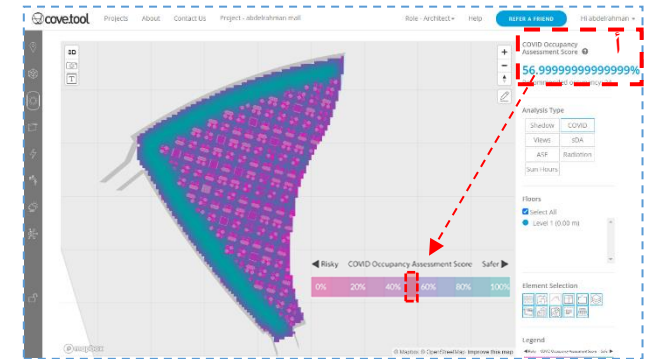 cove.tool Projects About Contact Us Project - abdelrahman mall Role - Architect Help REFER A FRIEND Hi abdelrahman
3D
T
COVID Occupancy
Assessment Score
56.99999999999999%
Analysis Type
Shadow COVID
Views sDA
ASE Radiation
Sun Hours
Floors
Select All
Level 1 (0.00 m)
Risky COVID Occupancy Assessment Score Safer
0% 20% 40% 60% 80% 100%
Element Selection
Legend
mapbox
© Mapbox © OpenStreetMap Improve this map